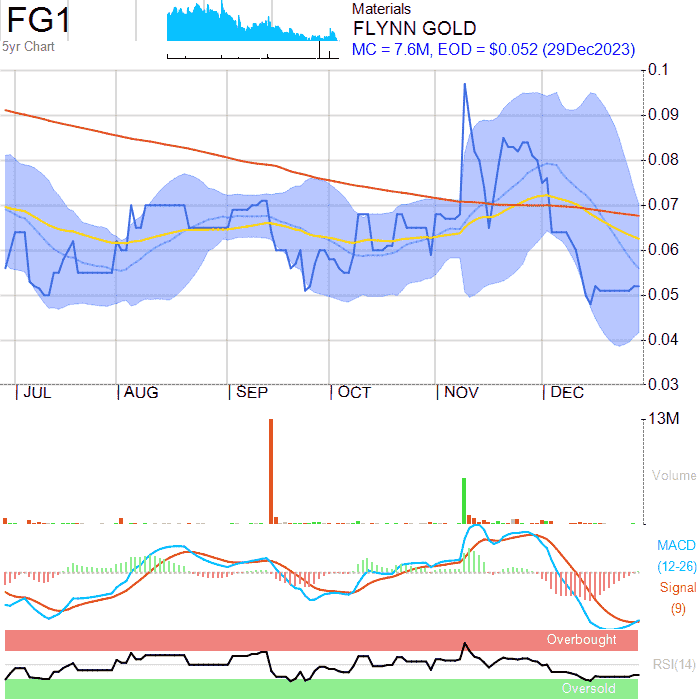 FG1
5yr Chart
Materials
FLYNN GOLD
MC = 7.6M, EOD = $0.052 (29Dec2023)
0.1
0.09
0.08
0.07
0.06
0.05
0.04
0.03
JUL AUG SEP OCT NOV DEC
13M
Volume
MACD
(12-26)
Signal
(9)
Overbought
RSI(14)
Oversold